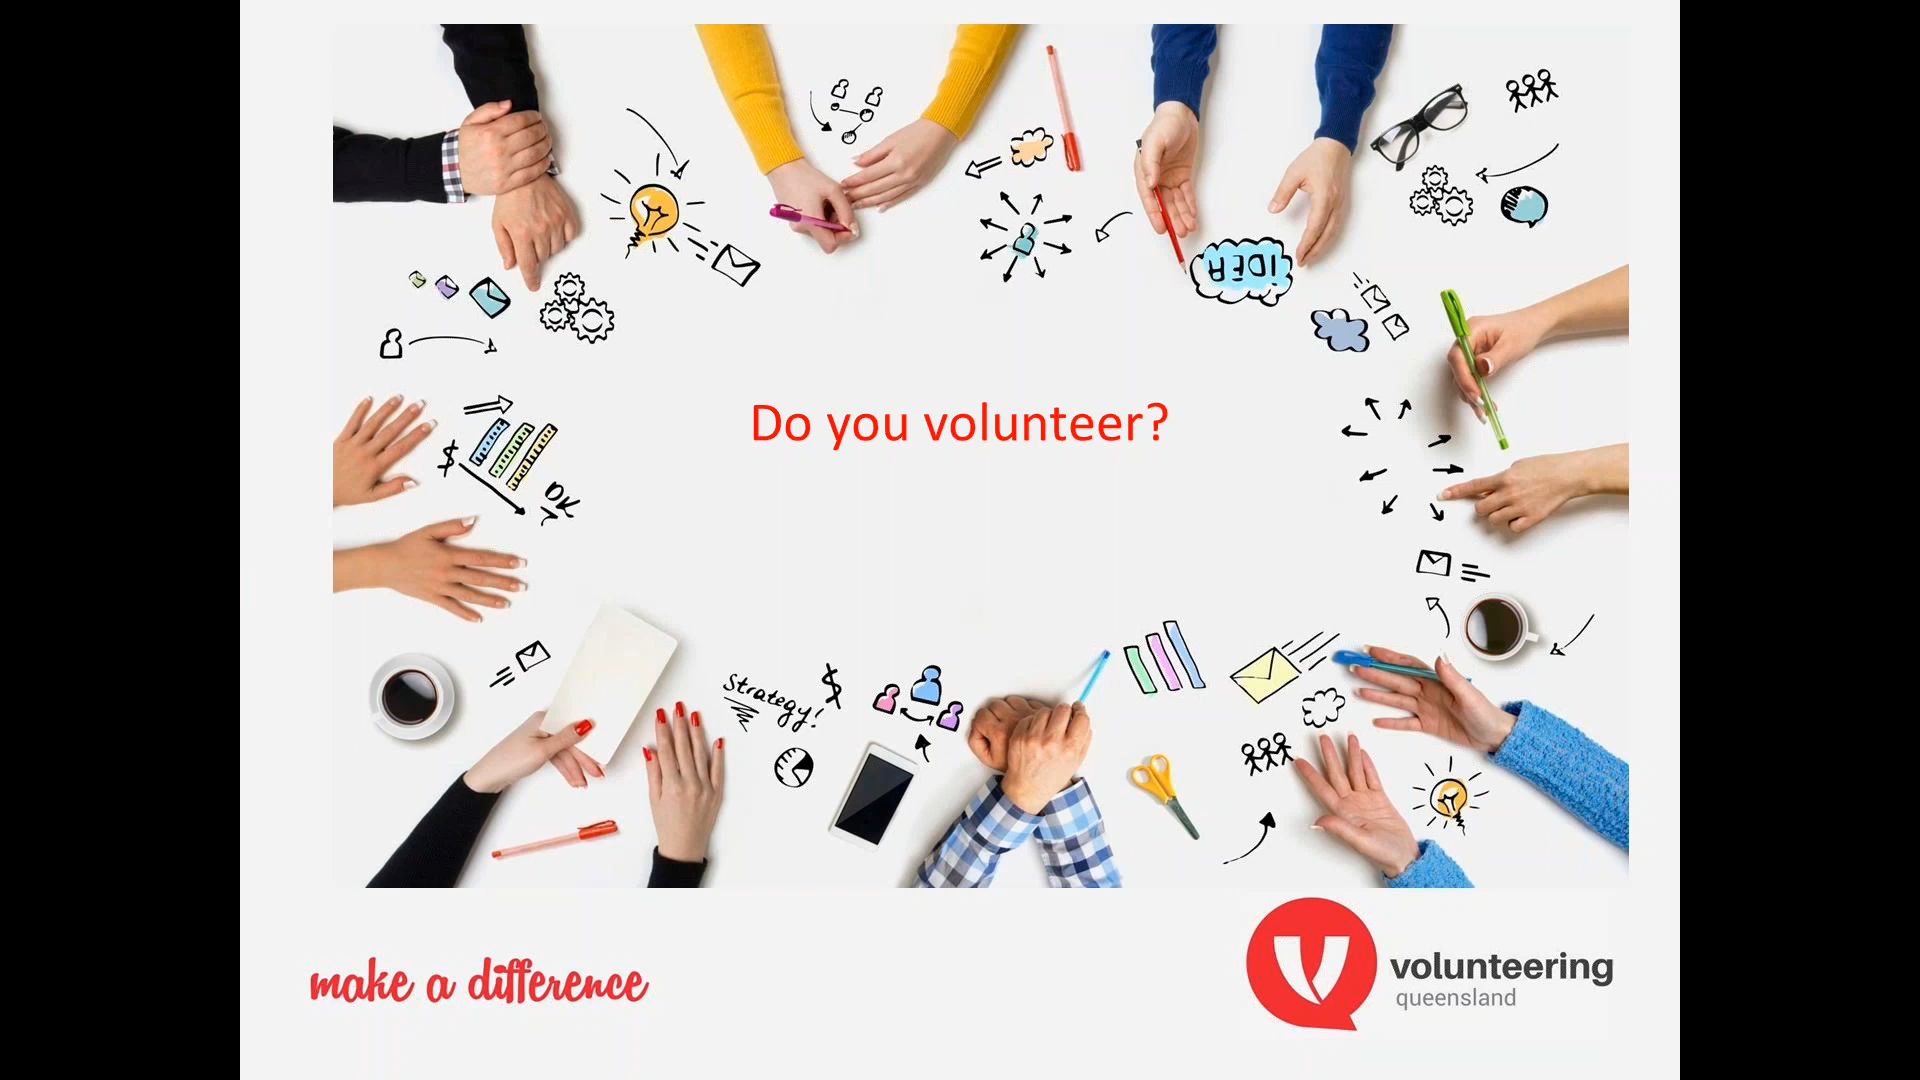 IDEA
Do you volunteer?
$
OK
strategy!
$
make a difference
volunteering
queensland